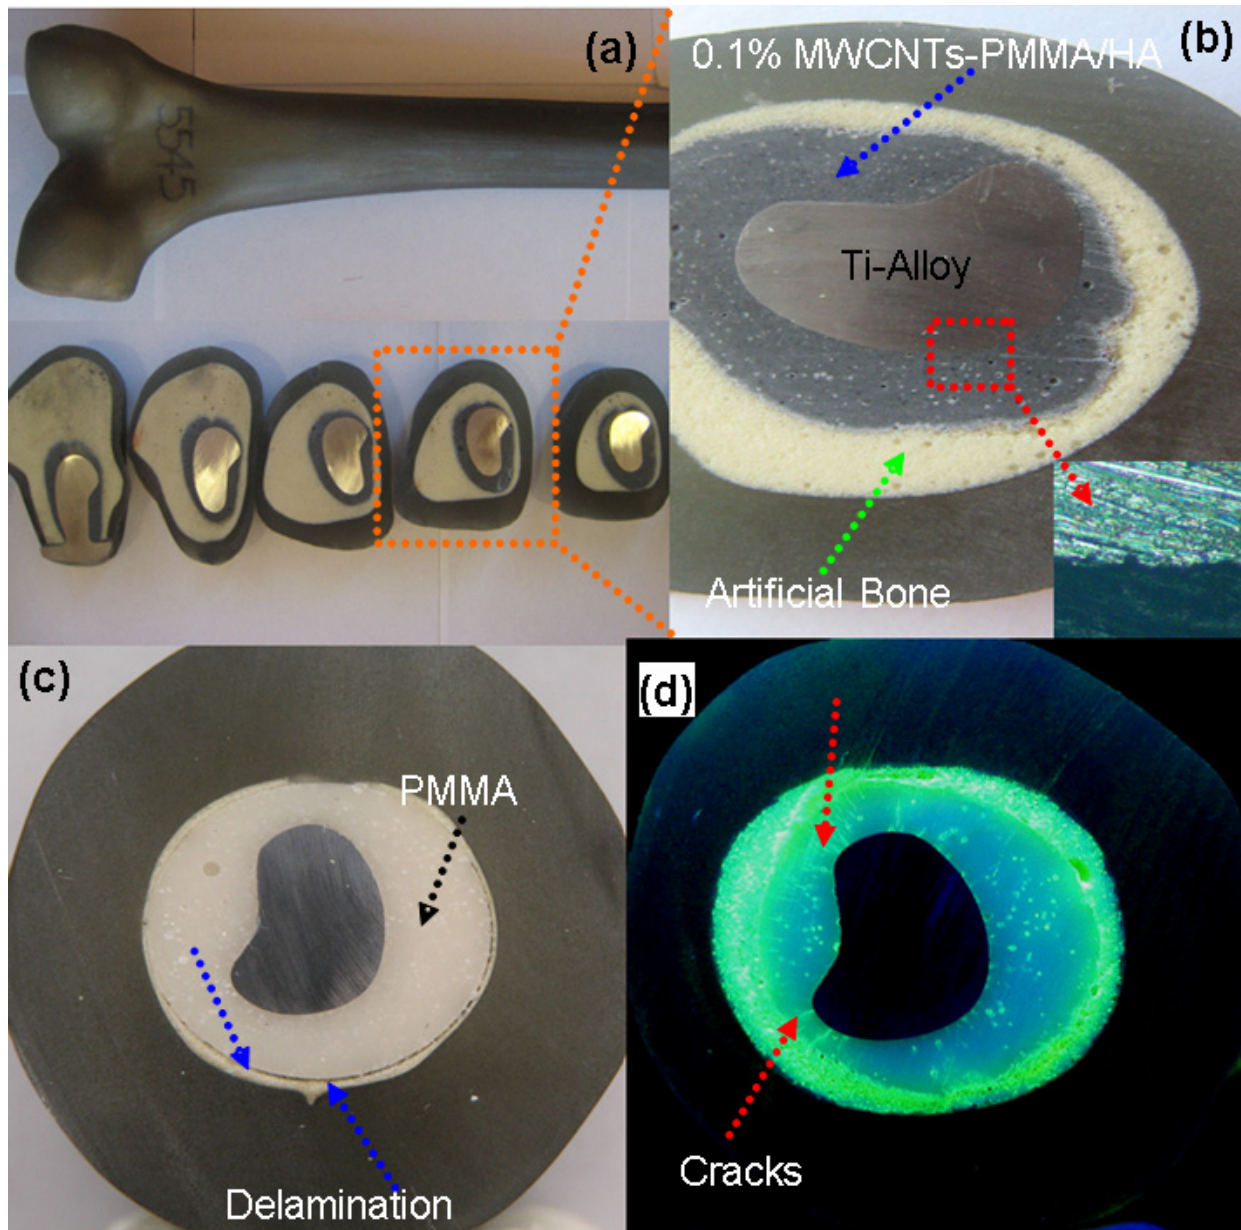 (a)
5545
(b)
0.1% MWCNTs-PMMA/HA
Ti-Alloy
Artificial Bone
(c)
PMMA
Delamination
(d)
Cracks